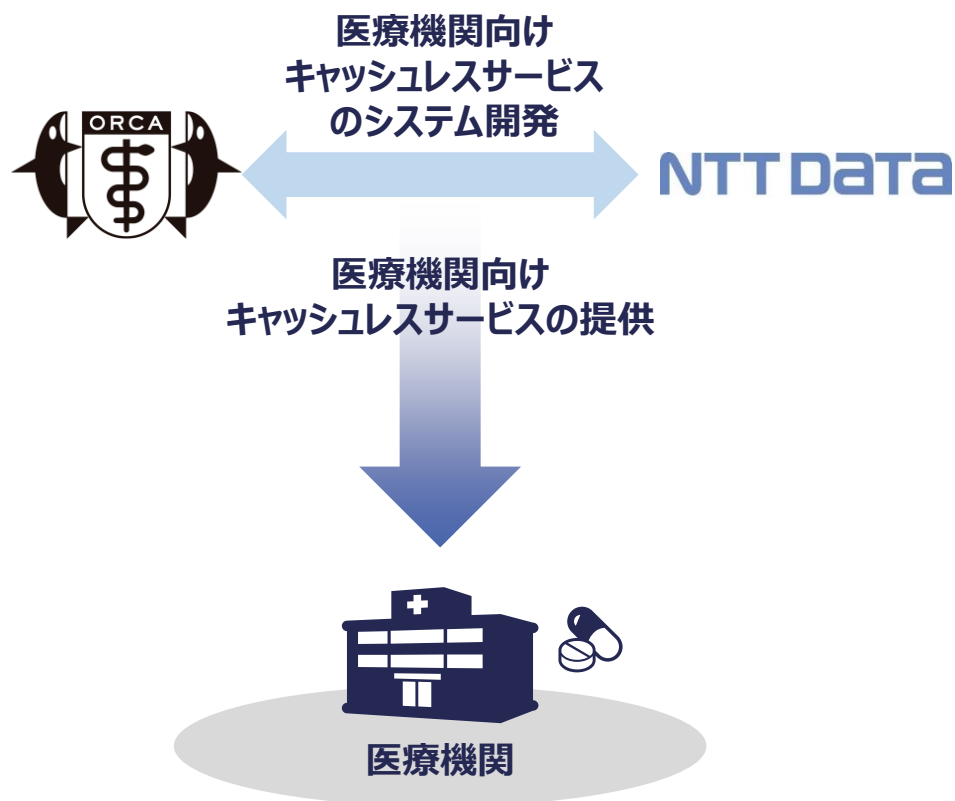 医療機関向け
キャッシュレスサービス
のシステム開発
ORCA
NTT DATA
医療機関向け
キャッシュレスサービスの提供
医療機関